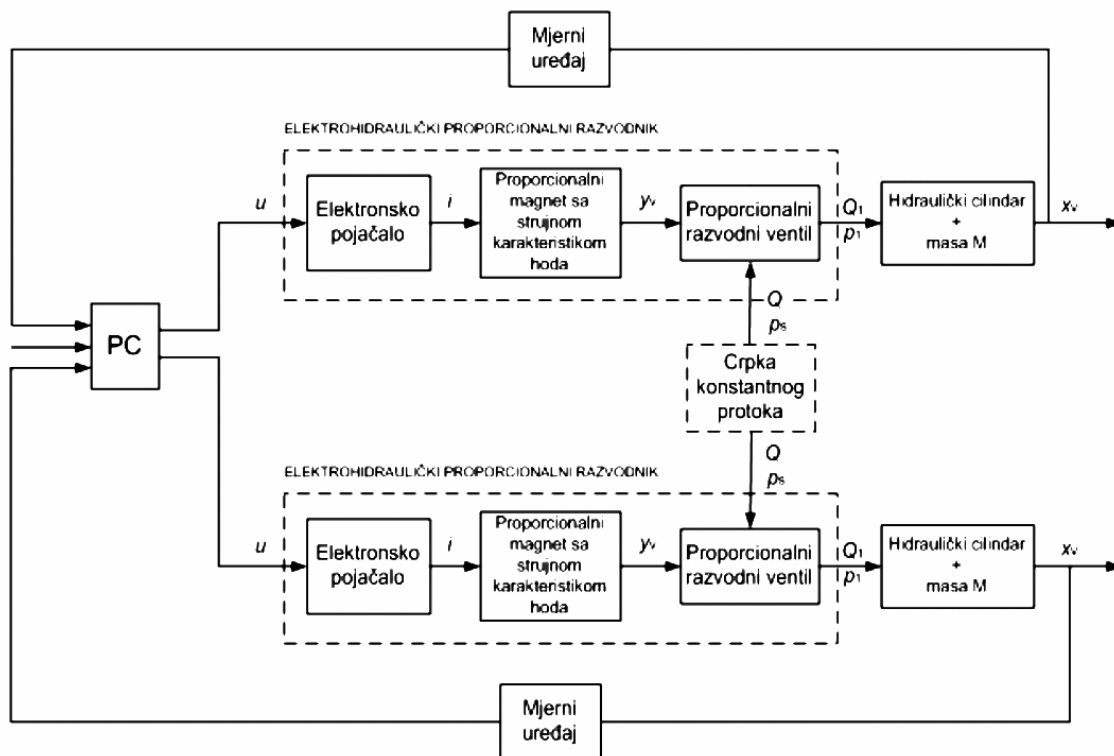 Mjerni
uređaj
ELEKTROHIDRAULIČKI PROPORCIONALNI RAZVODNIK
u
Elektronsko
pojačalo
i
Proporcionalni
magnet sa
strujnom
karakteristikom
hoda
yv
Proporcionalni
razvodni ventil
Q1
p1
Hidraulički cilindar
+
masa M
xv
Q
ps
PC
Crpka
konstantnog
protoka
Q
ps
ELEKTROHIDRAULIČKI PROPORCIONALNI RAZVODNIK
u
Elektronsko
pojačalo
i
Proporcionalni
magnet sa
strujnom
karakteristikom
hoda
yv
Proporcionalni
razvodni ventil
Q1
p1
Hidraulički cilindar
+
masa M
xv
Mjerni
uređaj